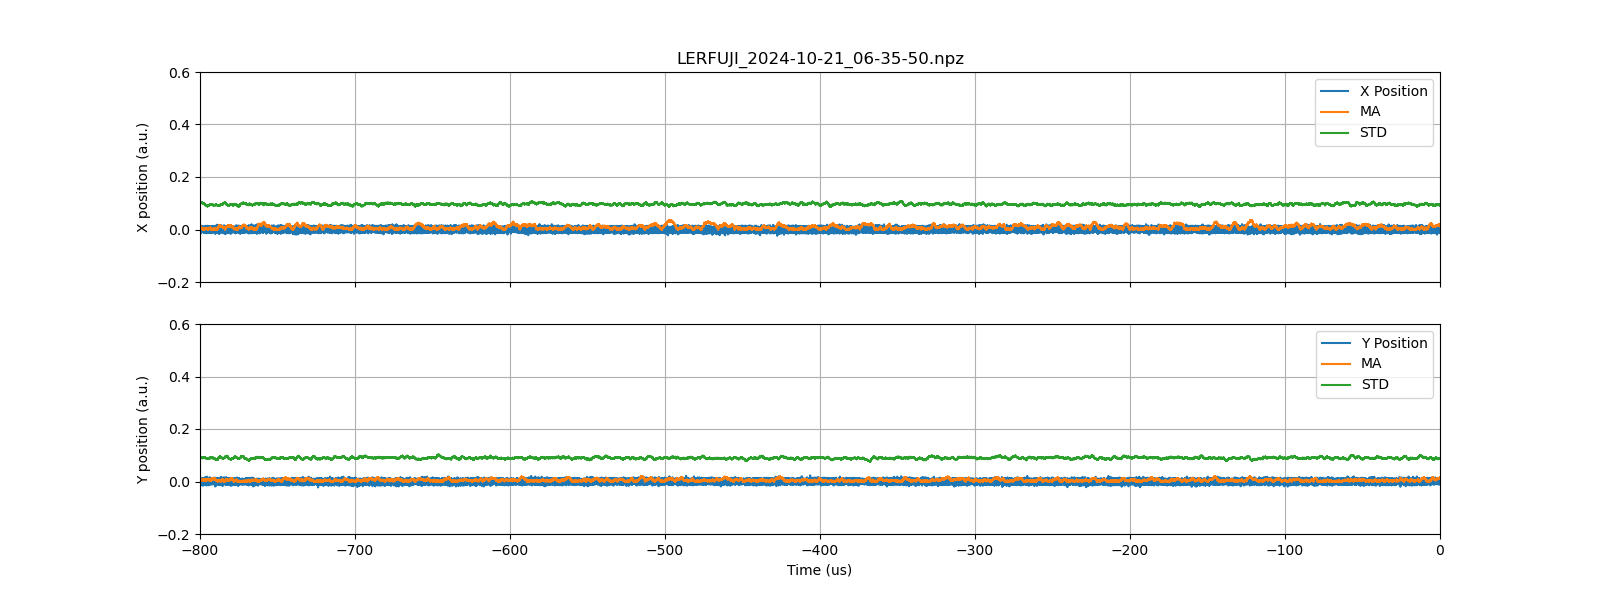 LERFUJI_2024-10-21_06-35-50.npz
X position (a.u.)
0.6
0.4
0.2
0.0
−0.2
X Position
MA
STD
Y position (a.u.)
0.6
0.4
0.2
0.0
−0.2
Y Position
MA
STD
−800 −700 −600 −500 −400 −300 −200 −100 0
Time (us)